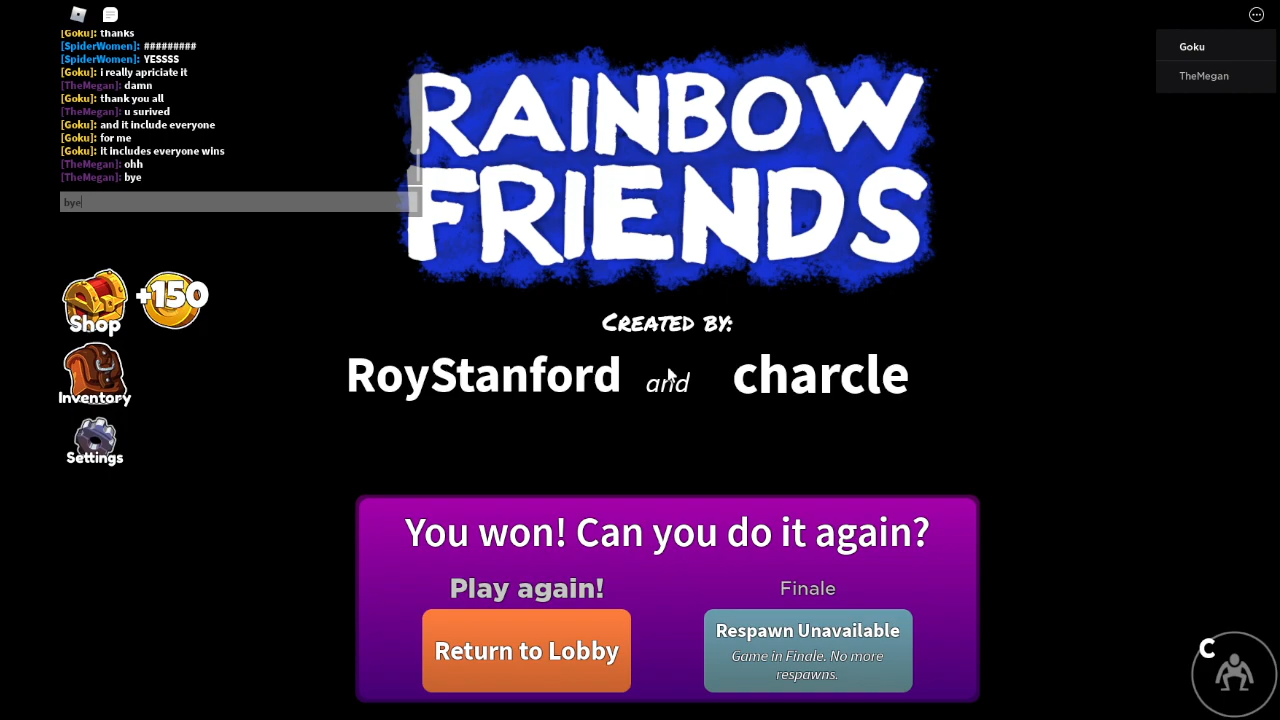 [Goku]: thanks
[SpiderWomen]: #########
[SpiderWomen]: YESSSS
[Goku]: i really apriciate it
[TheMegan]: damn
[Goku]: thank you all
[TheMegan]: u surived
[Goku]: and it include everyone
[Goku]: for me
[Goku]: it includes everyone wins
[TheMegan]: ohh
[TheMegan]: bye
bye
Goku
TheMegan
RAINBOW
FRIENDS
Created by:
RoyStanford and charcle
Shop
+150
Inventory
Settings
You won! Can you do it again?
Play again!
Finale
Return to Lobby
Respawn Unavailable
Game in Finale. No more
respawns.
C